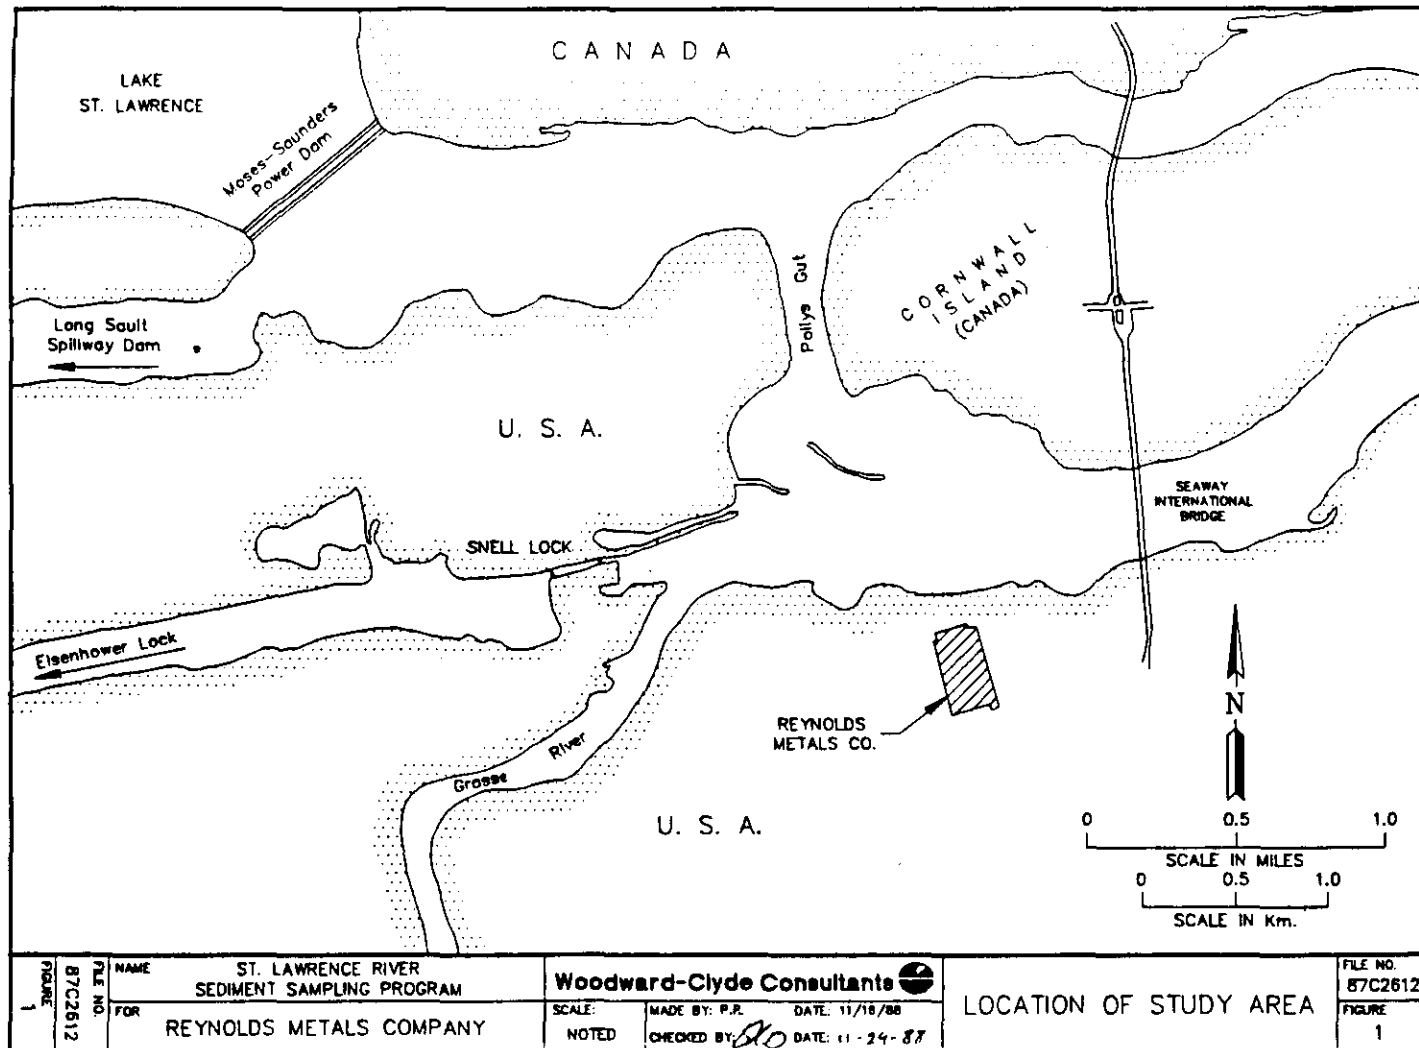 CANADA
LAKE
ST. LAWRENCE
Moses-Saunders
Power Dam
CORNWALL
ISLAND
(CANADA)
Pollys Gut
Long Sault
Spillway Dam
U. S. A.
SEAWAY
INTERNATIONAL
BRIDGE
SNELL LOCK
Eisenhower Lock
N
REYNOLDS
METALS CO.
Grasse River
U. S. A.
0 0.5 1.0
SCALE IN MILES
0 0.5 1.0
SCALE IN Km.
FIGURE
1
FILE NO.
87C2612
NAME
ST. LAWRENCE RIVER
SEDIMENT SAMPLING PROGRAM
FOR
REYNOLDS METALS COMPANY
Woodward-Clyde Consultants
SCALE:
NOTED
MADE BY: P.R. DATE: 11/18/88
CHECKED BY: DATE: 11-24-88
LOCATION OF STUDY AREA
FILE NO.
87C2612
FIGURE
1